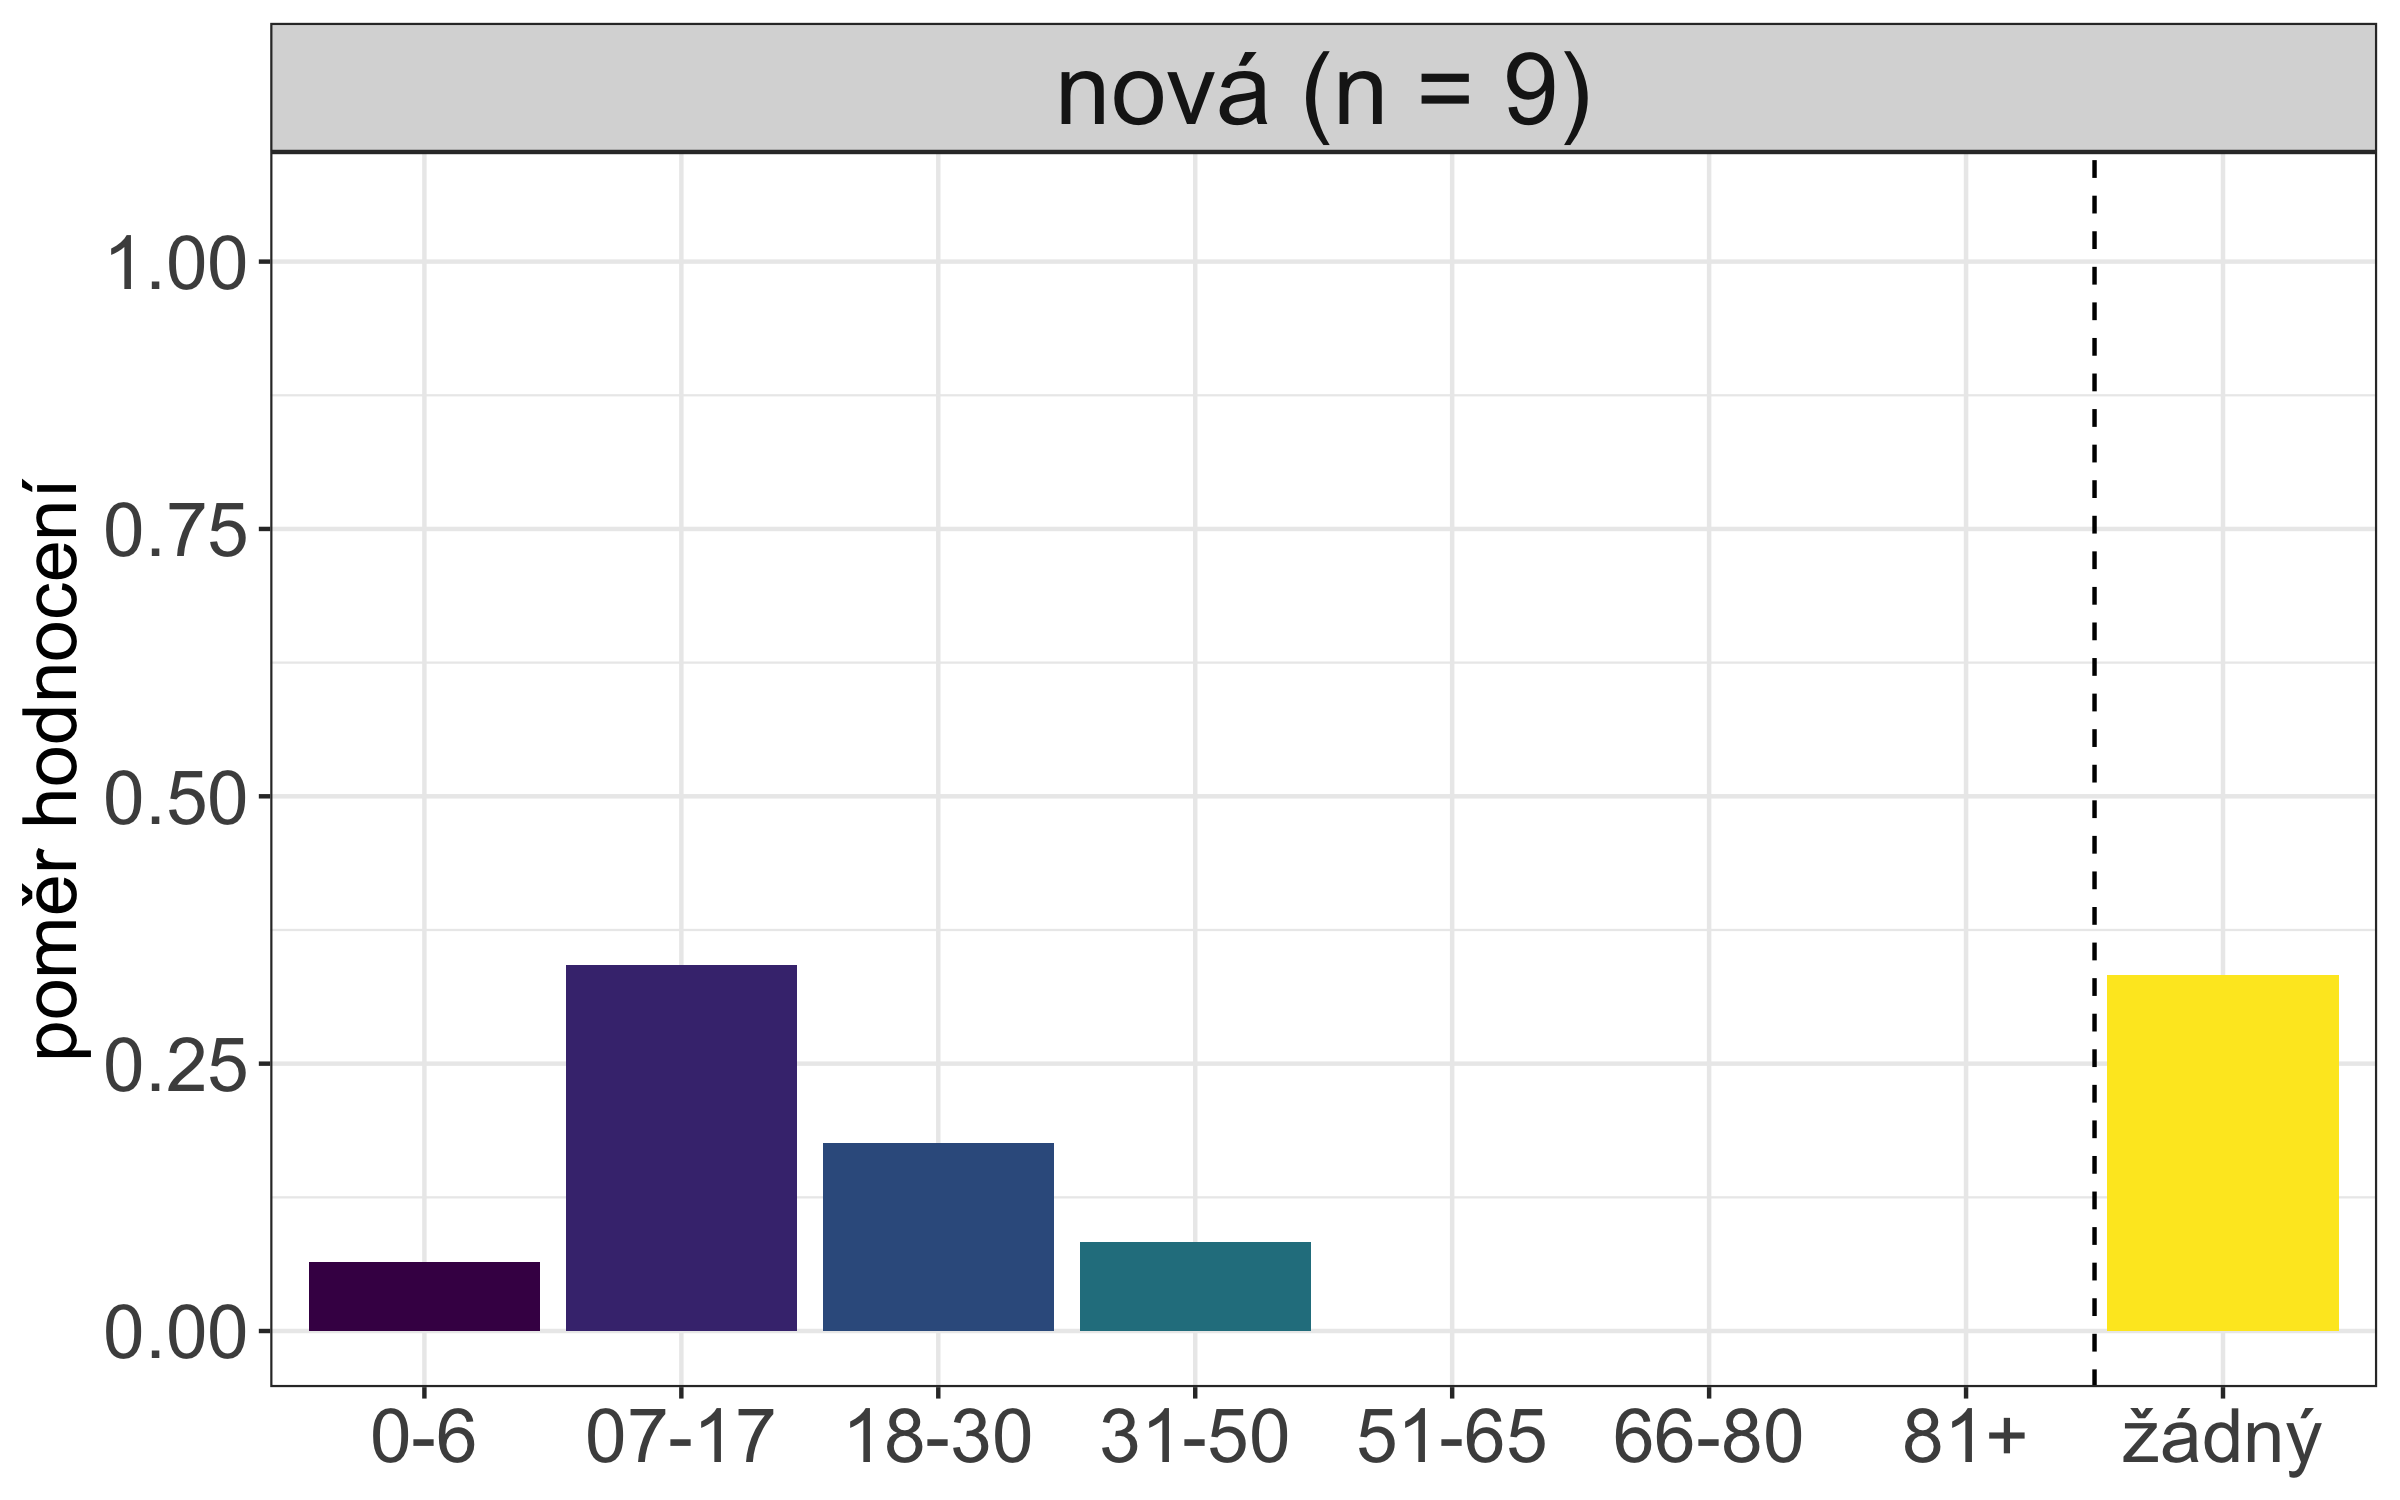 nová (n = 9)
poměr hodnocení
1.00
0.75
0.50
0.25
0.00
0-6 07-17 18-30 31-50 51-65 66-80 81+ žádný